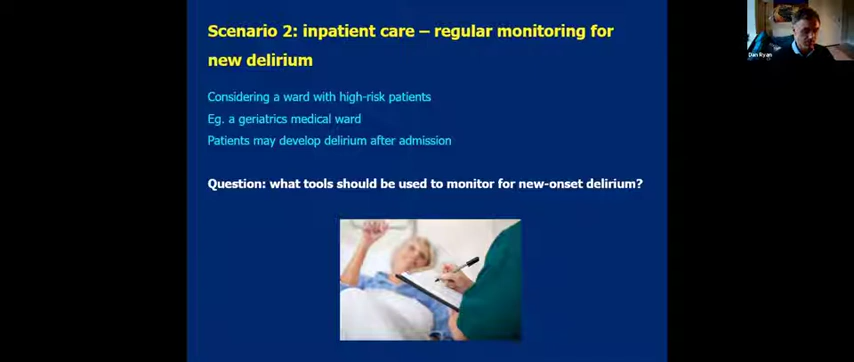 Scenario 2: inpatient care – regular monitoring for
new delirium
Considering a ward with high-risk patients
Eg. a geriatrics medical ward
Patients may develop delirium after admission
Question: what tools should be used to monitor for new-onset delirium?
Dan Ryan